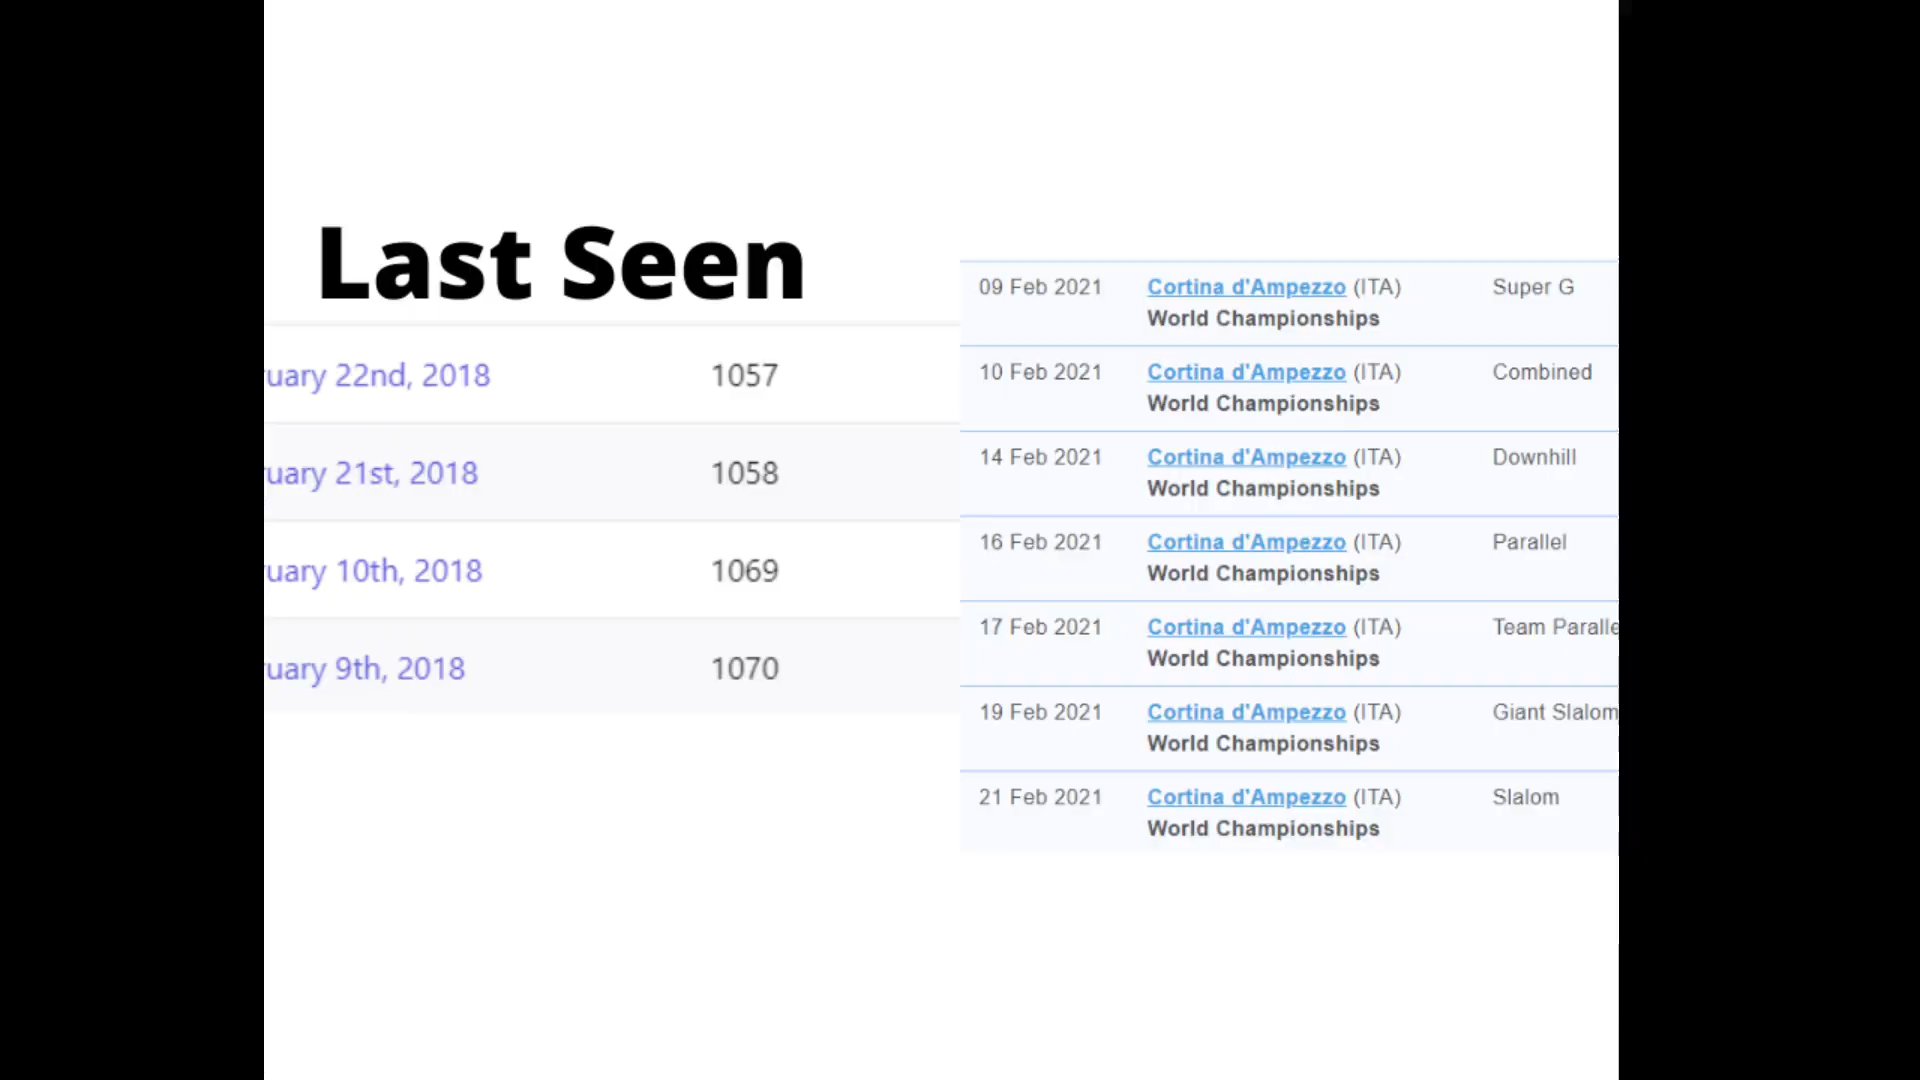 Last Seen
uary 22nd, 2018 1057
uary 21st, 2018 1058
uary 10th, 2018 1069
uary 9th, 2018 1070
09 Feb 2021 Cortina d'Ampezzo (ITA) Super G
World Championships
10 Feb 2021 Cortina d'Ampezzo (ITA) Combined
World Championships
14 Feb 2021 Cortina d'Ampezzo (ITA) Downhill
World Championships
16 Feb 2021 Cortina d'Ampezzo (ITA) Parallel
World Championships
17 Feb 2021 Cortina d'Ampezzo (ITA) Team Paralle
World Championships
19 Feb 2021 Cortina d'Ampezzo (ITA) Giant Slalom
World Championships
21 Feb 2021 Cortina d'Ampezzo (ITA) Slalom
World Championships